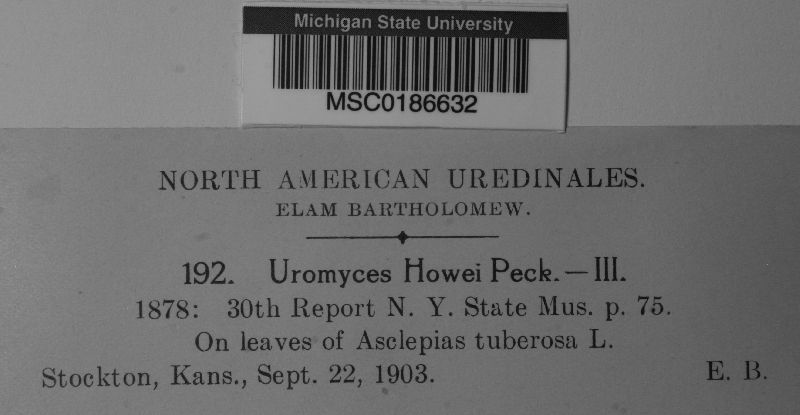 Michigan State University
MSC0186632
NORTH AMERICAN UREDINALES.
ELAM BARTHOLOMEW.
192. Uromyces Howei Peck.—III.
1878: 30th Report N. Y. State Mus. p. 75.
On leaves of Asclepias tuberosa L.
Stockton, Kans., Sept. 22, 1903. E. B.